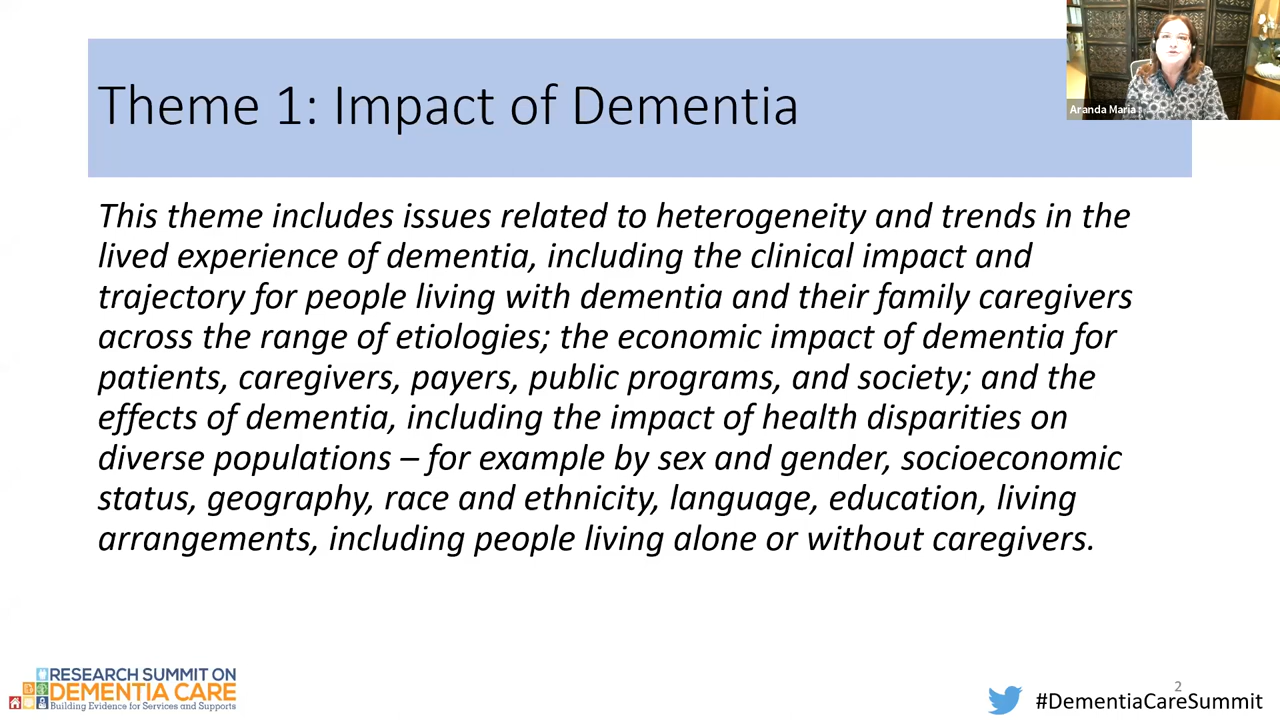 Theme 1: Impact of Dementia
Aranda Maria
This theme includes issues related to heterogeneity and trends in the
lived experience of dementia, including the clinical impact and
trajectory for people living with dementia and their family caregivers
across the range of etiologies; the economic impact of dementia for
patients, caregivers, payers, public programs, and society; and the
effects of dementia, including the impact of health disparities on
diverse populations – for example by sex and gender, socioeconomic
status, geography, race and ethnicity, language, education, living
arrangements, including people living alone or without caregivers.
RESEARCH SUMMIT ON
DEMENTIA CARE
Building Evidence for Services and Supports
2
#DementiaCareSummit